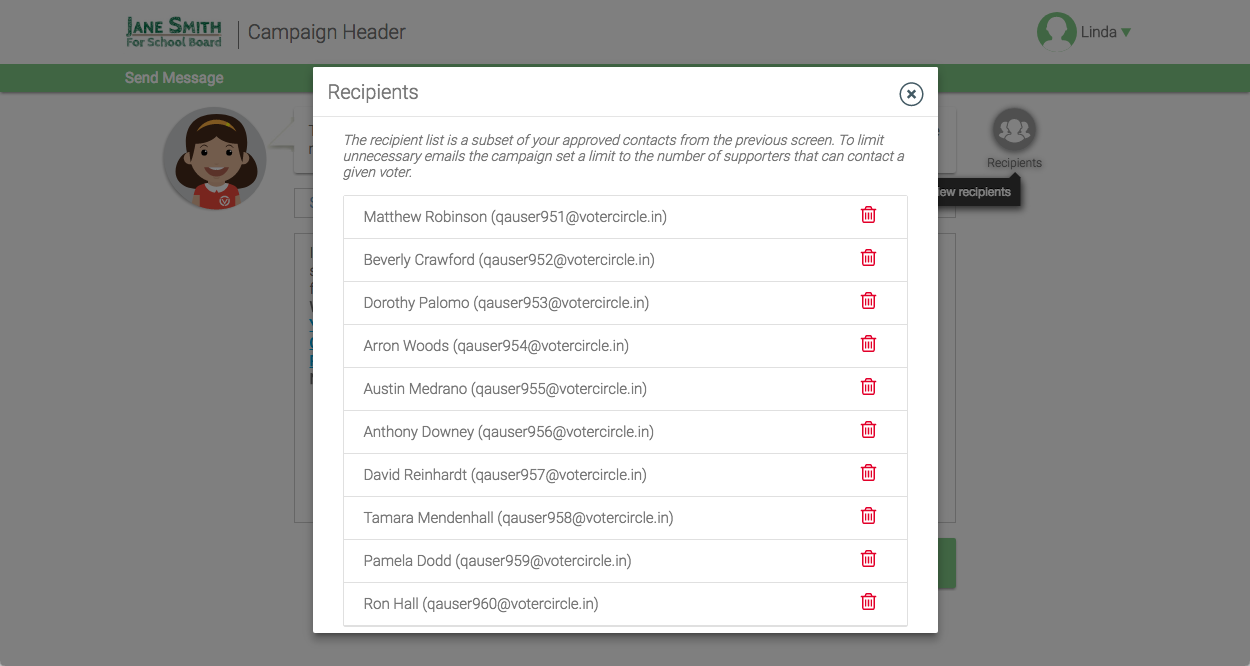 JANE SMITH
For School Board
Campaign Header
Linda
Send Message
Recipients
The recipient list is a subset of your approved contacts from the previous screen. To limit
unnecessary emails the campaign set a limit to the number of supporters that can contact a
given voter.
Recipients
recipients
Matthew Robinson (qauser951@votercircle.in)
Beverly Crawford (qauser952@votercircle.in)
Dorothy Palomo (qauser953@votercircle.in)
Arron Woods (qauser954@votercircle.in)
Austin Medrano (qauser955@votercircle.in)
Anthony Downey (qauser956@votercircle.in)
David Reinhardt (qauser957@votercircle.in)
Tamara Mendenhall (qauser958@votercircle.in)
Pamela Dodd (qauser959@votercircle.in)
Ron Hall (qauser960@votercircle.in)